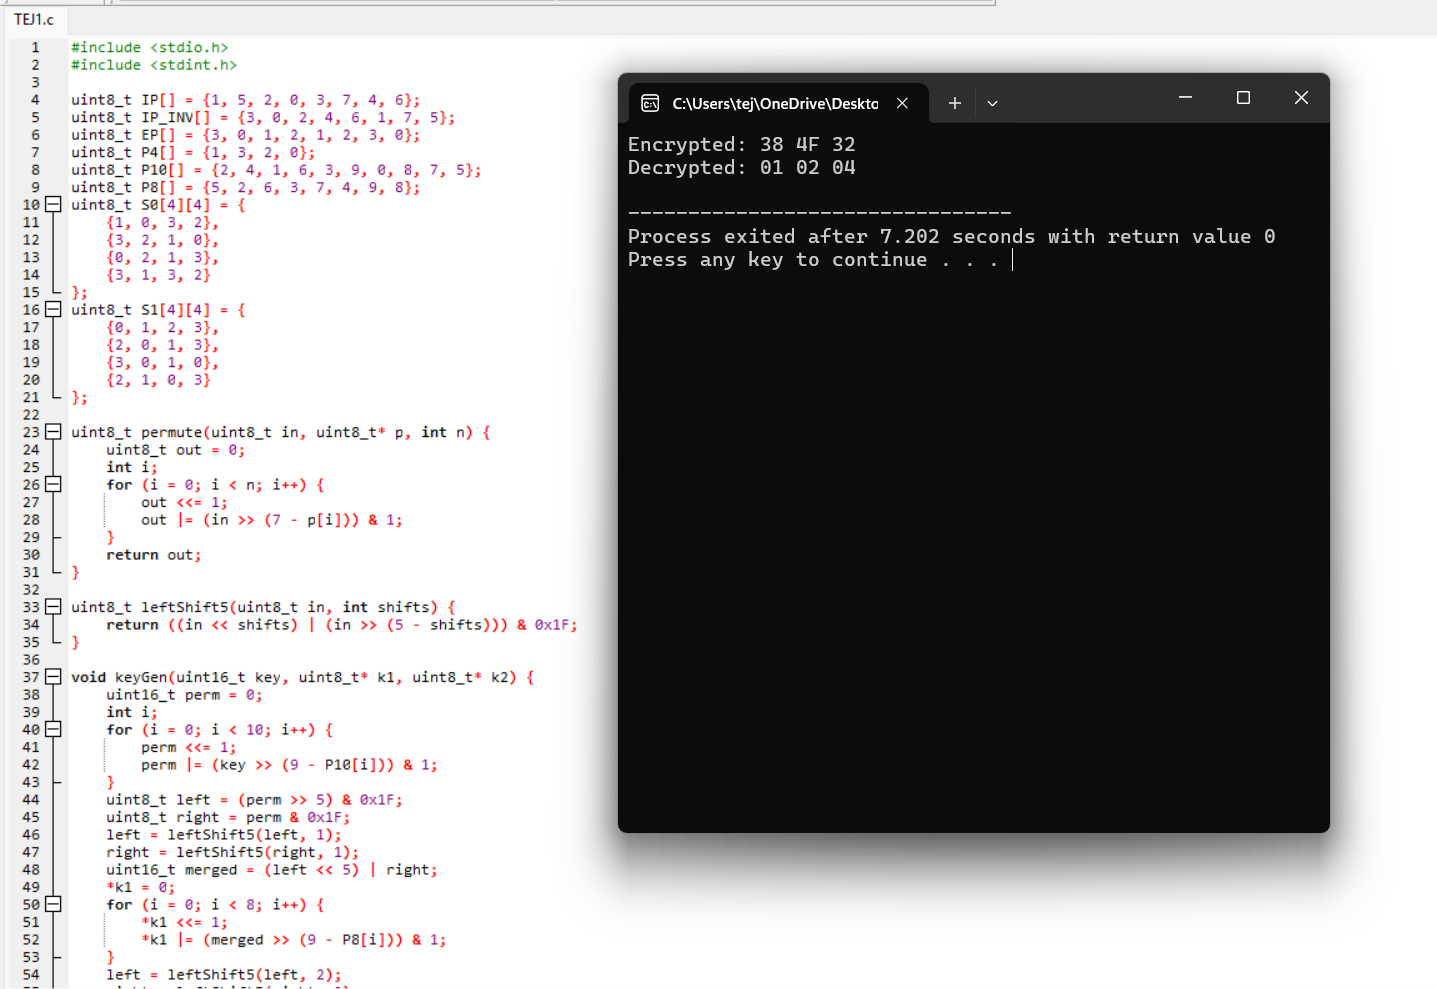 TEJ1.c
1 #include <stdio.h>
2 #include <stdint.h>
3
4 uint8_t IP[] = {1, 5, 2, 0, 3, 7, 4, 6};
5 uint8_t IP_INV[] = {3, 0, 2, 4, 6, 1, 7, 5};
6 uint8_t EP[] = {3, 0, 1, 2, 1, 2, 3, 0};
7 uint8_t P4[] = {1, 3, 2, 0};
8 uint8_t P10[] = {2, 4, 1, 6, 3, 9, 0, 8, 7, 5};
9 uint8_t P8[] = {5, 2, 6, 3, 7, 4, 9, 8};
10 uint8_t S0[4][4] = {
11     {1, 0, 3, 2},
12     {3, 2, 1, 0},
13     {0, 2, 1, 3},
14     {3, 1, 3, 2}
15 };
16 uint8_t S1[4][4] = {
17     {0, 1, 2, 3},
18     {2, 0, 1, 3},
19     {3, 0, 1, 0},
20     {2, 1, 0, 3}
21 };
22
23 uint8_t permute(uint8_t in, uint8_t* p, int n) {
24     uint8_t out = 0;
25     int i;
26     for (i = 0; i < n; i++) {
27         out <<= 1;
28         out |= (in >> (7 - p[i])) & 1;
29     }
30     return out;
31 }
32
33 uint8_t leftShift5(uint8_t in, int shifts) {
34     return ((in << shifts) | (in >> (5 - shifts))) & 0x1F;
35 }
36
37 void keyGen(uint16_t key, uint8_t* k1, uint8_t* k2) {
38     uint16_t perm = 0;
39     int i;
40     for (i = 0; i < 10; i++) {
41         perm <<= 1;
42         perm |= (key >> (9 - P10[i])) & 1;
43     }
44     uint8_t left = (perm >> 5) & 0x1F;
45     uint8_t right = perm & 0x1F;
46     left = leftShift5(left, 1);
47     right = leftShift5(right, 1);
48     uint16_t merged = (left << 5) | right;
49     *k1 = 0;
50     for (i = 0; i < 8; i++) {
51         *k1 <<= 1;
52         *k1 |= (merged >> (9 - P8[i])) & 1;
53     }
54     left = leftShift5(left, 2);
C:\Users\tej\OneDrive\Deskto
Encrypted: 38 4F 32
Decrypted: 01 02 04
--------------------------------
Process exited after 7.202 seconds with return value 0
Press any key to continue . . .